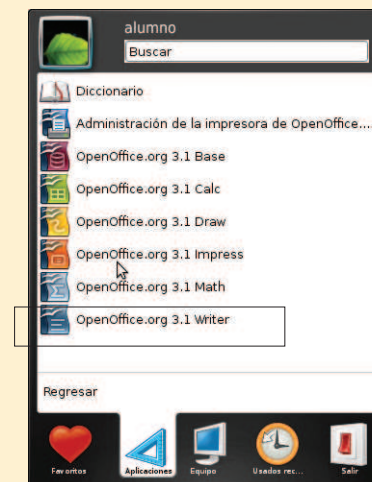 alumno
Buscar
Diccionario
Administración de la impresora de OpenOffice...
OpenOffice.org 3.1 Base
OpenOffice.org 3.1 Calc
OpenOffice.org 3.1 Draw
OpenOffice.org 3.1 Impress
OpenOffice.org 3.1 Math
OpenOffice.org 3.1 Writer
Regresar
Favoritos Aplicaciones Equipo Usados rec... Salir